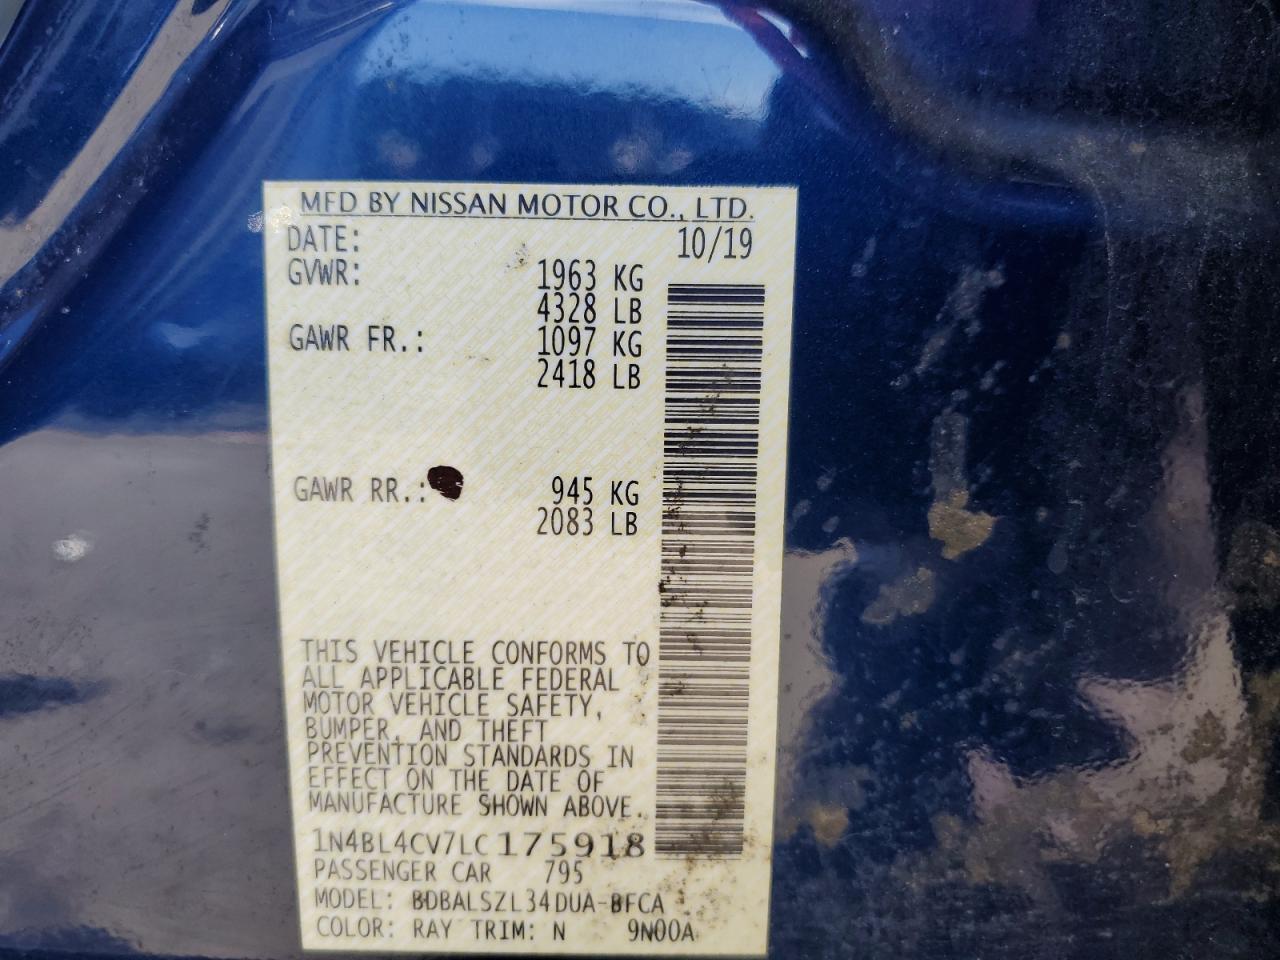 MFD BY NISSAN MOTOR CO., LTD.
DATE: 10/19
GVWR: 1963 KG
4328 LB
GAWR FR.: 1097 KG
2418 LB
GAWR RR.: 945 KG
2083 LB
THIS VEHICLE CONFORMS TO
ALL APPLICABLE FEDERAL
MOTOR VEHICLE SAFETY,
BUMPER, AND THEFT
PREVENTION STANDARDS IN
EFFECT ON THE DATE OF
MANUFACTURE SHOWN ABOVE.
1N4BL4CV7LC175918
PASSENGER CAR 795
MODEL: BDBALSZL34DUA-BFCA
COLOR: RAY TRIM: N 9N00A